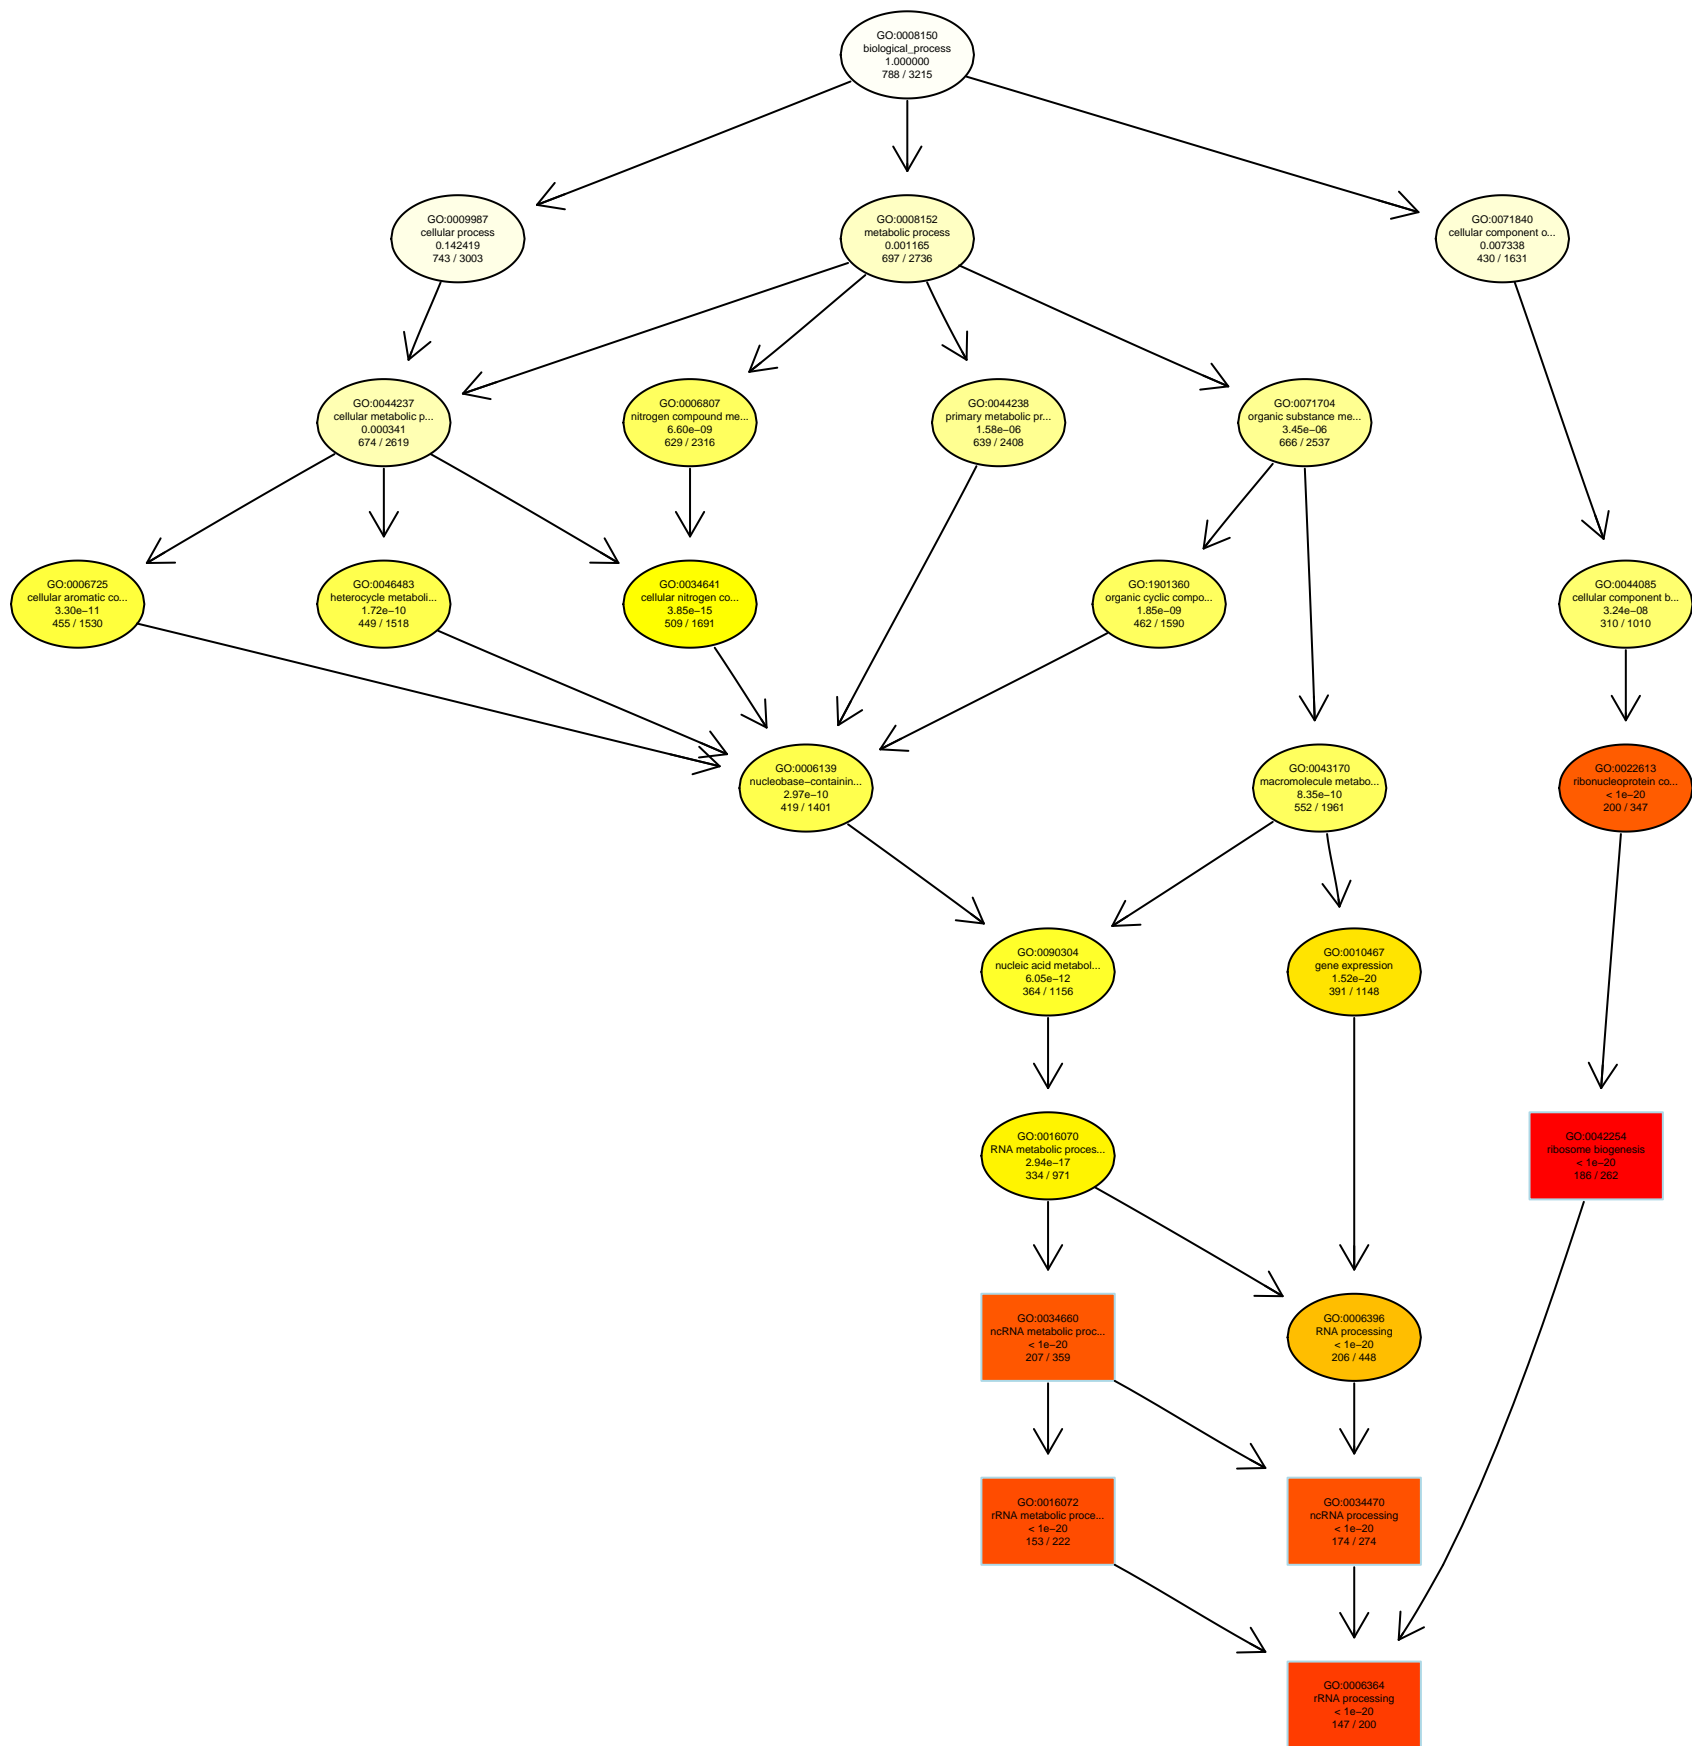 GO:0008150
biological_process
1.000000
788 / 3215
GO:0009987
cellular process
0.142419
743 / 3003
GO:0008152
metabolic process
0.001165
697 / 2736
GO:0071840
cellular component o...
0.007338
430 / 1631
GO:0044237
cellular metabolic p...
0.000341
674 / 2619
GO:0006807
nitrogen compound me...
6.60e−09
629 / 2316
GO:0044238
primary metabolic pr...
1.58e−06
639 / 2408
GO:0071704
organic substance me...
3.45e−06
666 / 2537
GO:0006725
cellular aromatic co...
3.30e−11
455 / 1530
GO:0046483
heterocycle metaboli...
1.72e−10
449 / 1518
GO:0034641
cellular nitrogen co...
3.85e−15
509 / 1691
GO:1901360
organic cyclic compo...
1.85e−09
462 / 1590
GO:0044085
cellular component b...
3.24e−08
310 / 1010
GO:0006139
nucleobase−containin...
2.97e−10
419 / 1401
GO:0043170
macromolecule metabo...
8.35e−10
552 / 1961
GO:0022613
ribonucleoprotein co...
< 1e−20
200 / 347
GO:0090304
nucleic acid metabol...
6.05e−12
364 / 1156
GO:0010467
gene expression
1.52e−20
391 / 1148
GO:0016070
RNA metabolic proces...
2.94e−17
334 / 971
GO:0042254
ribosome biogenesis
< 1e−20
186 / 262
GO:0034660
ncRNA metabolic proc...
< 1e−20
207 / 359
GO:0006396
RNA processing
< 1e−20
206 / 448
GO:0016072
rRNA metabolic proce...
< 1e−20
153 / 222
GO:0034470
ncRNA processing
< 1e−20
174 / 274
GO:0006364
rRNA processing
< 1e−20
147 / 200